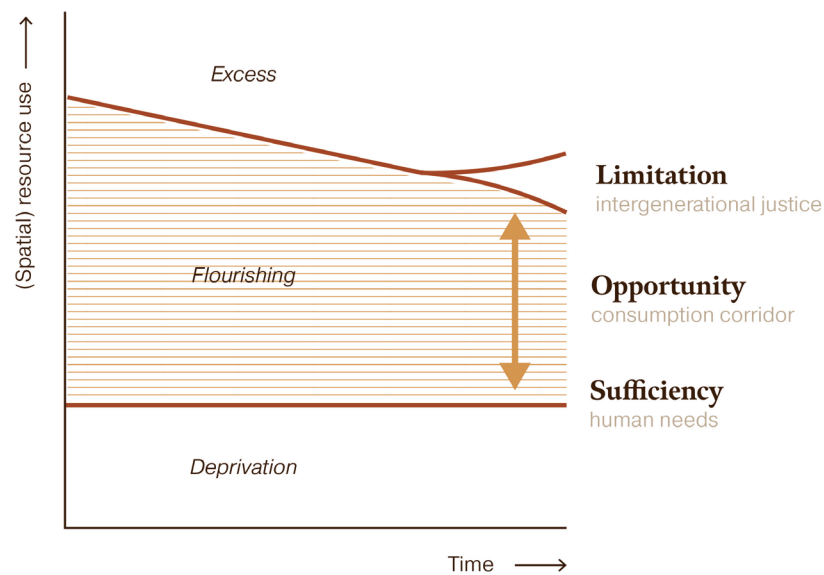 (Spatial) resource use
Excess
Limitation
intergenerational justice
Flourishing
Opportunity
consumption corridor
Sufficiency
human needs
Deprivation
Time